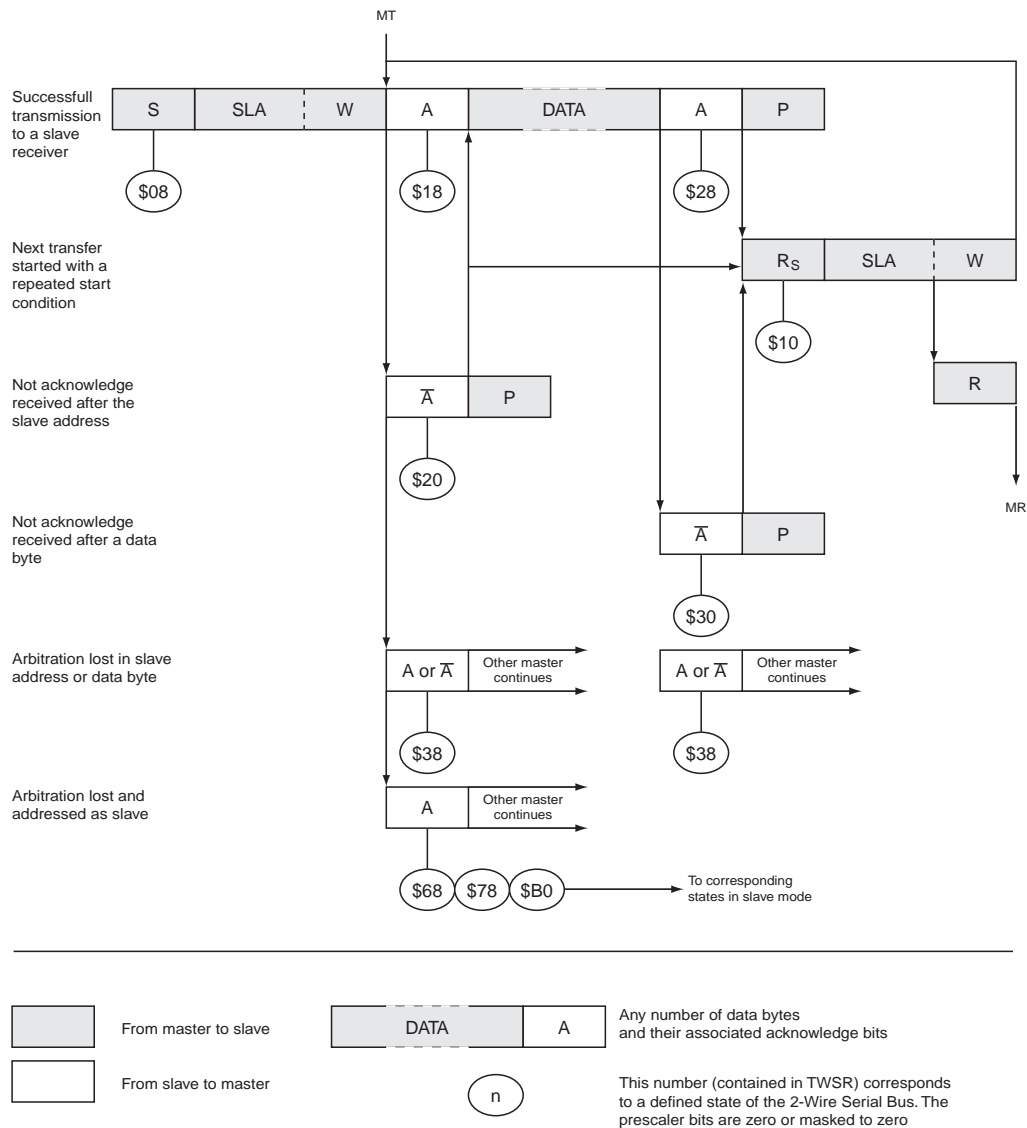 MT
Successfull
transmission
to a slave
receiver
S SLA W A DATA A P
$08 $18 $28
Next transfer
started with a
repeated start
condition
RS SLA W
$10
Not acknowledge
received after the
slave address
A̅ P R
$20
MR
Not acknowledge
received after a data
byte
A̅ P
$30
Arbitration lost in slave
address or data byte
A or A̅ Other master
continues
A or A̅ Other master
continues
$38 $38
Arbitration lost and
addressed as slave
A Other master
continues
$68 $78 $B0
To corresponding
states in slave mode
From master to slave
DATA A
Any number of data bytes
and their associated acknowledge bits
From slave to master
n
This number (contained in TWSR) corresponds
to a defined state of the 2-Wire Serial Bus. The
prescaler bits are zero or masked to zero